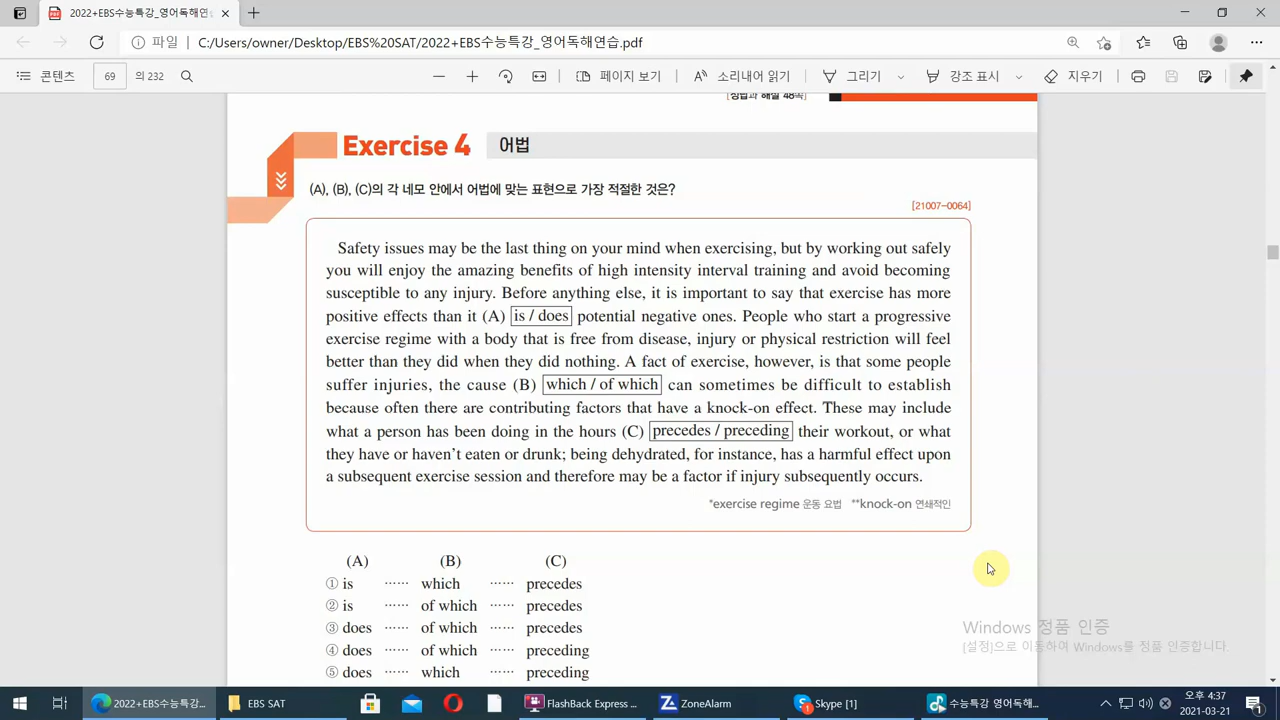 2022+EBS수능특강_영어독해연습
파일 C:/Users/owner/Desktop/EBS%20SAT/2022+EBS수능특강_영어독해연습.pdf
콘텐츠 69 의 232 페이지 보기 소리내어 읽기 그리기 강조 표시 지우기
[정답과 해설 48쪽]
Exercise 4 어법
(A), (B), (C)의 각 네모 안에서 어법에 맞는 표현으로 가장 적절한 것은?
[21007-0064]
Safety issues may be the last thing on your mind when exercising, but by working out safely
you will enjoy the amazing benefits of high intensity interval training and avoid becoming
susceptible to any injury. Before anything else, it is important to say that exercise has more
positive effects than it (A) is / does potential negative ones. People who start a progressive
exercise regime with a body that is free from disease, injury or physical restriction will feel
better than they did when they did nothing. A fact of exercise, however, is that some people
suffer injuries, the cause (B) which / of which can sometimes be difficult to establish
because often there are contributing factors that have a knock-on effect. These may include
what a person has been doing in the hours (C) precedes / preceding their workout, or what
they have or haven't eaten or drunk; being dehydrated, for instance, has a harmful effect upon
a subsequent exercise session and therefore may be a factor if injury subsequently occurs.
*exercise regime 운동 요법 **knock-on 연쇄적인
(A) (B) (C)
① is ...... which ...... precedes
② is ...... of which ...... precedes
③ does ...... of which ...... precedes
④ does ...... of which ...... preceding
⑤ does ...... which ...... preceding
Windows 정품 인증
[설정]으로 이동하여 Windows를 정품 인증합니다.
2022+EBS수능특강... EBS SAT FlashBack Express ... ZoneAlarm Skype [1] 수능특강 영어독해... 오후 4:37
2021-03-21